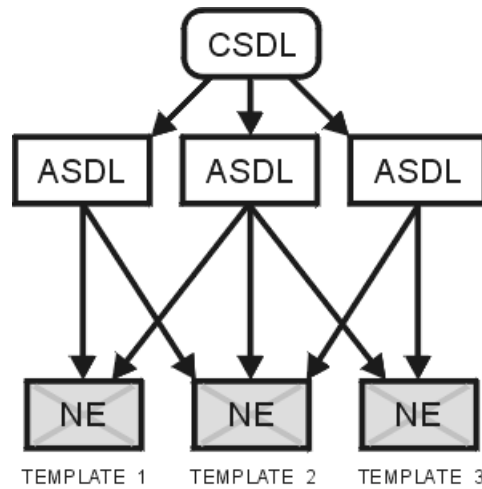 CSDL
ASDL ASDL ASDL
NE NE NE
TEMPLATE 1 TEMPLATE 2 TEMPLATE 3